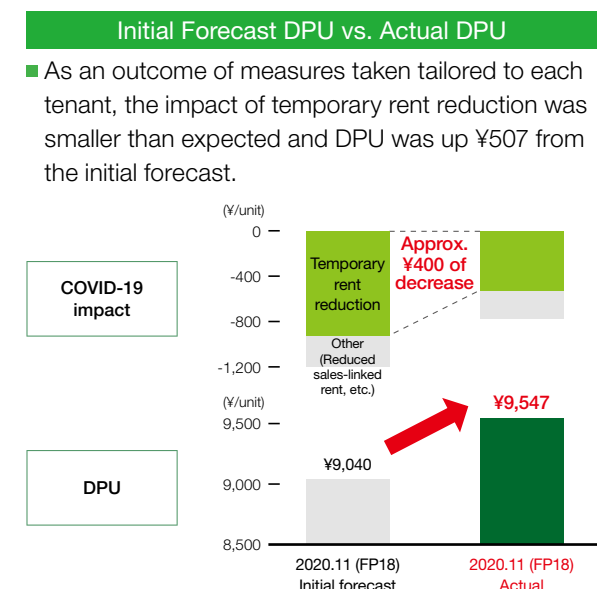 Initial Forecast DPU vs. Actual DPU
As an outcome of measures taken tailored to each
tenant, the impact of temporary rent reduction was
smaller than expected and DPU was up ¥507 from
the initial forecast.
(¥/unit)
0
-400
-800
-1,200
COVID-19
impact
Temporary
rent
reduction
Other
(Reduced
sales-linked
rent, etc.)
Approx.
¥400 of
decrease
(¥/unit)
9,500
9,000
8,500
DPU
¥9,040
¥9,547
2020.11 (FP18)
Initial forecast
2020.11 (FP18)
Actual